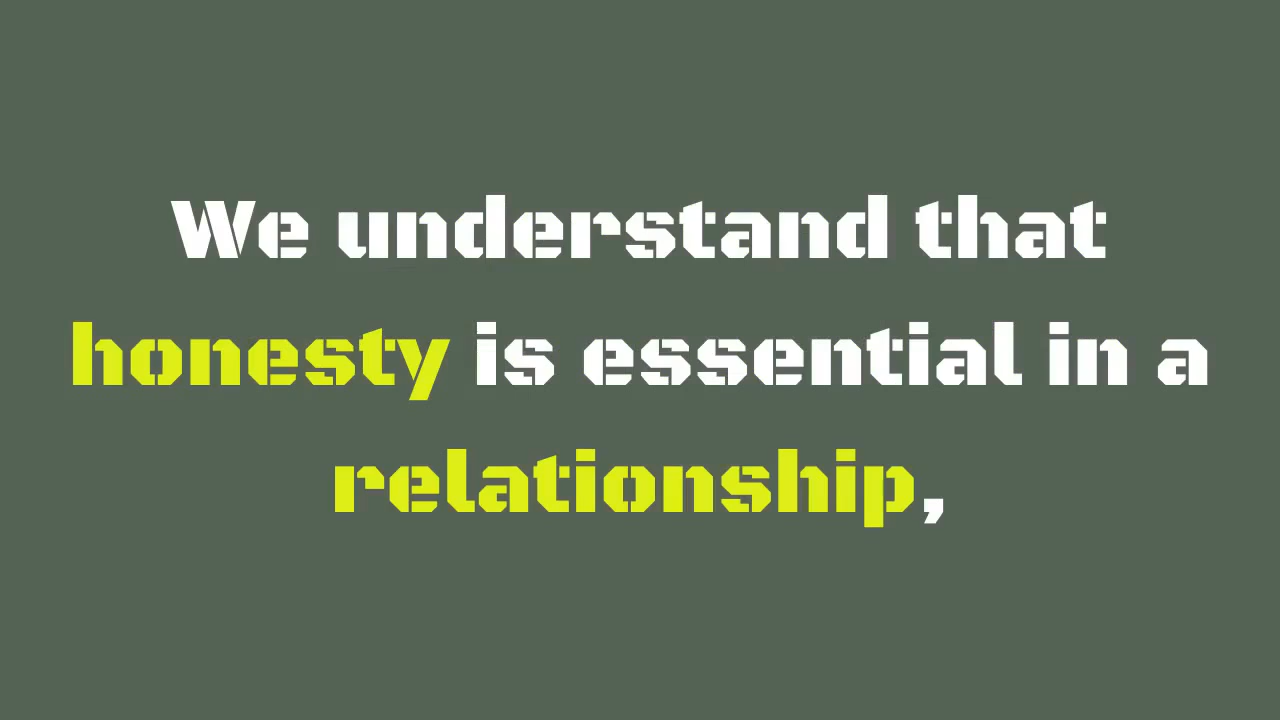 We understand that
honesty is essential in a
relationship,